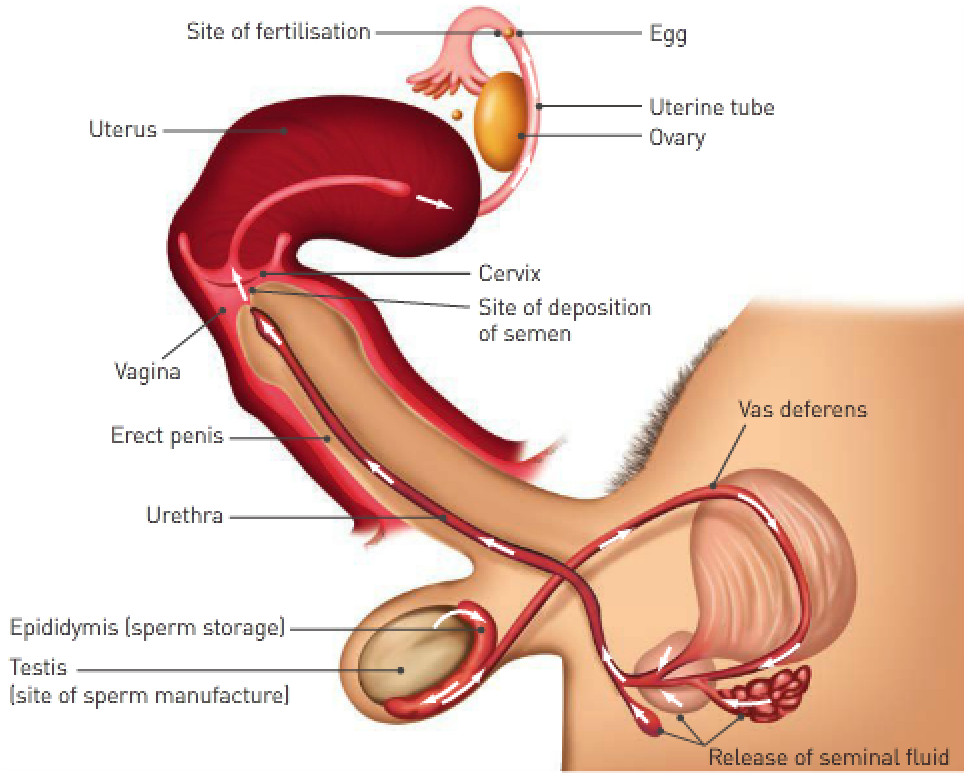 Site of fertilisation
Egg
Uterine tube
Uterus
Ovary
Cervix
Site of deposition
of semen
Vagina
Vas deferens
Erect penis
Urethra
Epididymis (sperm storage)
Testis
(site of sperm manufacture)
Release of seminal fluid